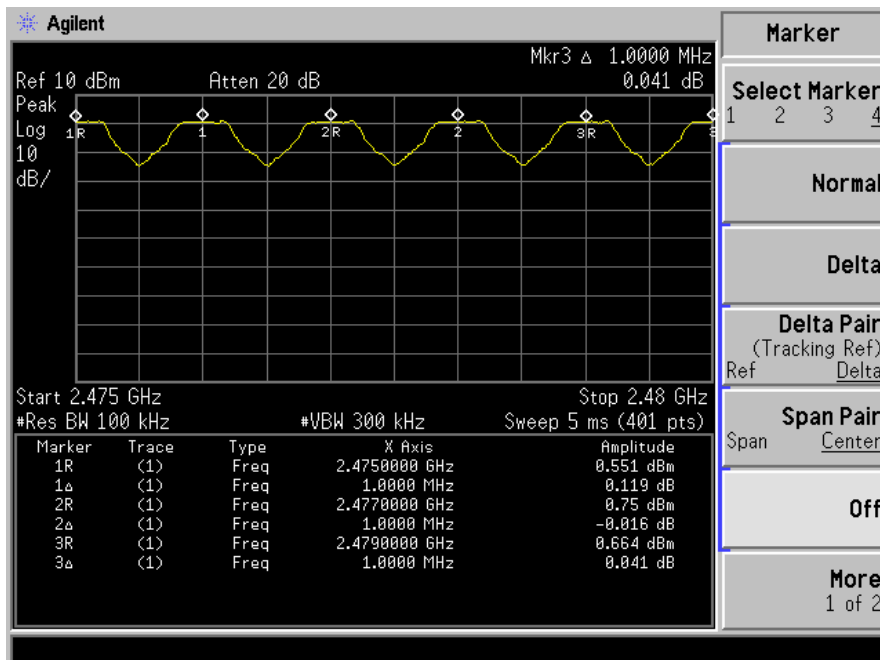 Agilent
Marker
Mkr3 Δ 1.0000 MHz
Ref 10 dBm Atten 20 dB 0.041 dB
Peak
Log
10
dB/
1R 1 2R 2 3R 3
Start 2.475 GHz Stop 2.48 GHz
#Res BW 100 kHz #VBW 300 kHz Sweep 5 ms (401 pts)
Marker Trace Type X Axis Amplitude
1R (1) Freq 2.4750000 GHz 0.551 dBm
1Δ (1) Freq 1.0000 MHz 0.119 dB
2R (1) Freq 2.4770000 GHz 0.75 dBm
2Δ (1) Freq 1.0000 MHz -0.016 dB
3R (1) Freq 2.4790000 GHz 0.664 dBm
3Δ (1) Freq 1.0000 MHz 0.041 dB
Select Marker
1 2 3 4
Normal
Delta
Delta Pair
(Tracking Ref)
Ref Delta
Span Pair
Span Center
Off
More
1 of 2